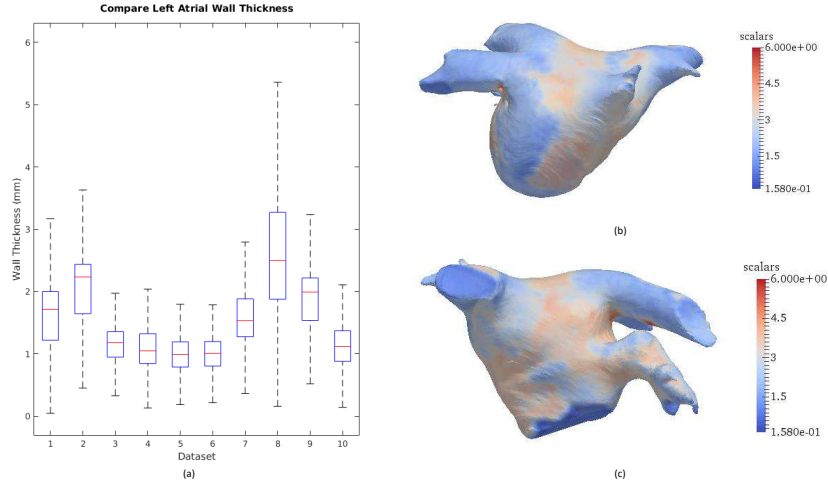 Compare Left Atrial Wall Thickness
6
5
4
3
2
1
0
Wall Thickness (mm)
1 2 3 4 5 6 7 8 9 10
Dataset
(a)
scalars
6.000e+00
4.5
3
1.5
1.580e-01
(b)
scalars
6.000e+00
4.5
3
1.5
1.580e-01
(c)